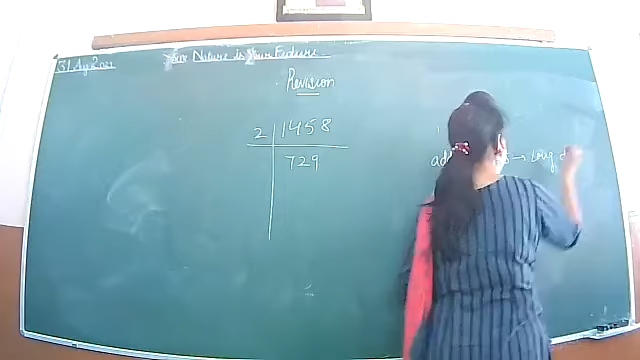 31 Aug 2021
Your Nature is Your Future
Revision
2 1458
729
→ Long d